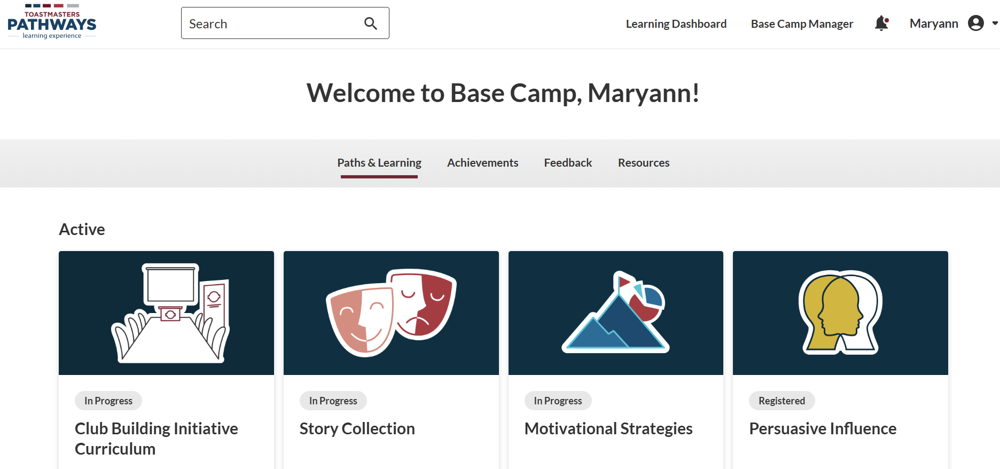 TOASTMASTERS
PATHWAYS
learning experience
Search
Learning Dashboard
Base Camp Manager
Maryann
Welcome to Base Camp, Maryann!
Paths & Learning
Achievements
Feedback
Resources
Active
In Progress
Club Building Initiative
Curriculum
In Progress
Story Collection
In Progress
Motivational Strategies
Registered
Persuasive Influence